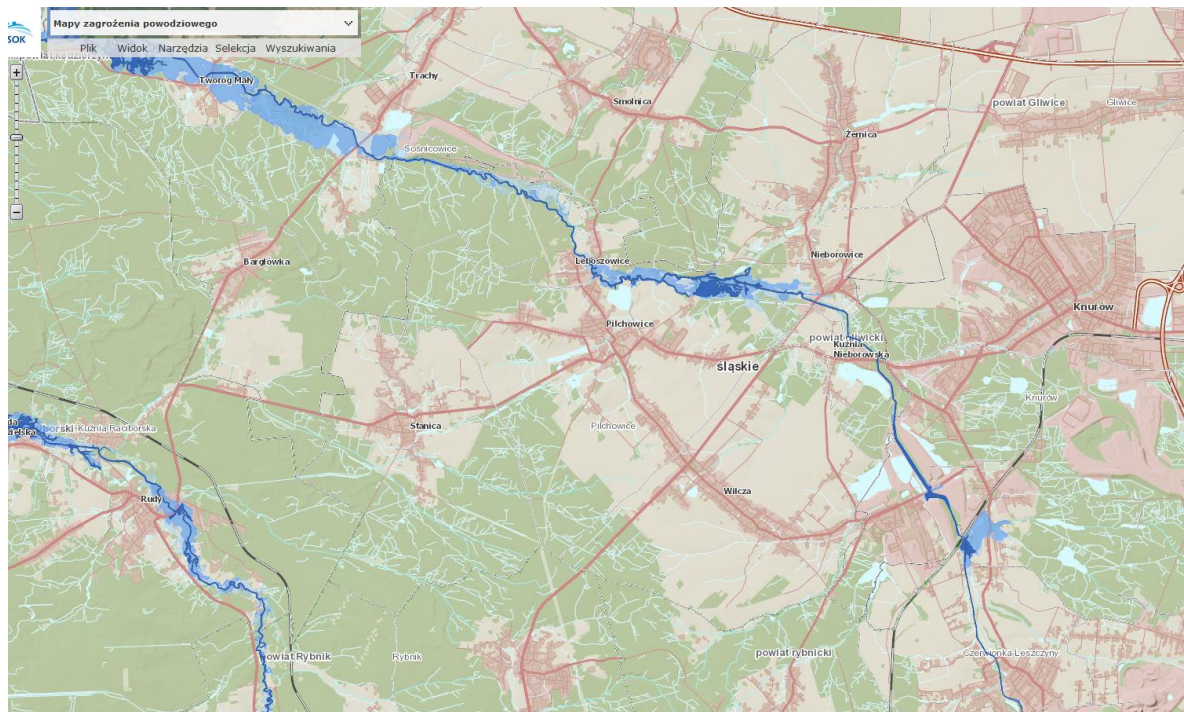 Mapy zagrożenia powodziowego
SOK
Plik Widok Narzędzia Selekcja Wyszukiwania
Tworog Mały
Trachy
Smolnica
powiat Gliwice
Gliwice
Żernica
Sośnicowice
Bargłówka
Leboszowice
Nieborowice
Knurów
Pilchowice
powiat gliwicki
Kuźnia
Nieborowska
śląskie
Knurów
Kuźnia Raciborska
Stanica
Pilchowice
Rudy
Wilcza
powiat Rybnik
Rybnik
powiat rybnicki
Czerwionka-Leszczyny